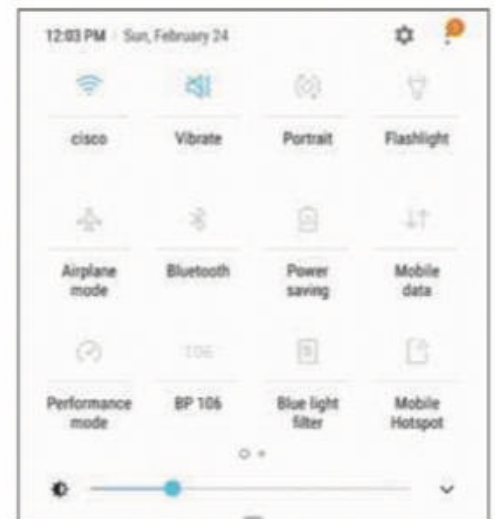 12:03 PM Sun, February 24
cisco Vibrate Portrait Flashlight
Airplane mode Bluetooth Power saving Mobile data
106
Performance mode BP 106 Blue light filter Mobile Hotspot